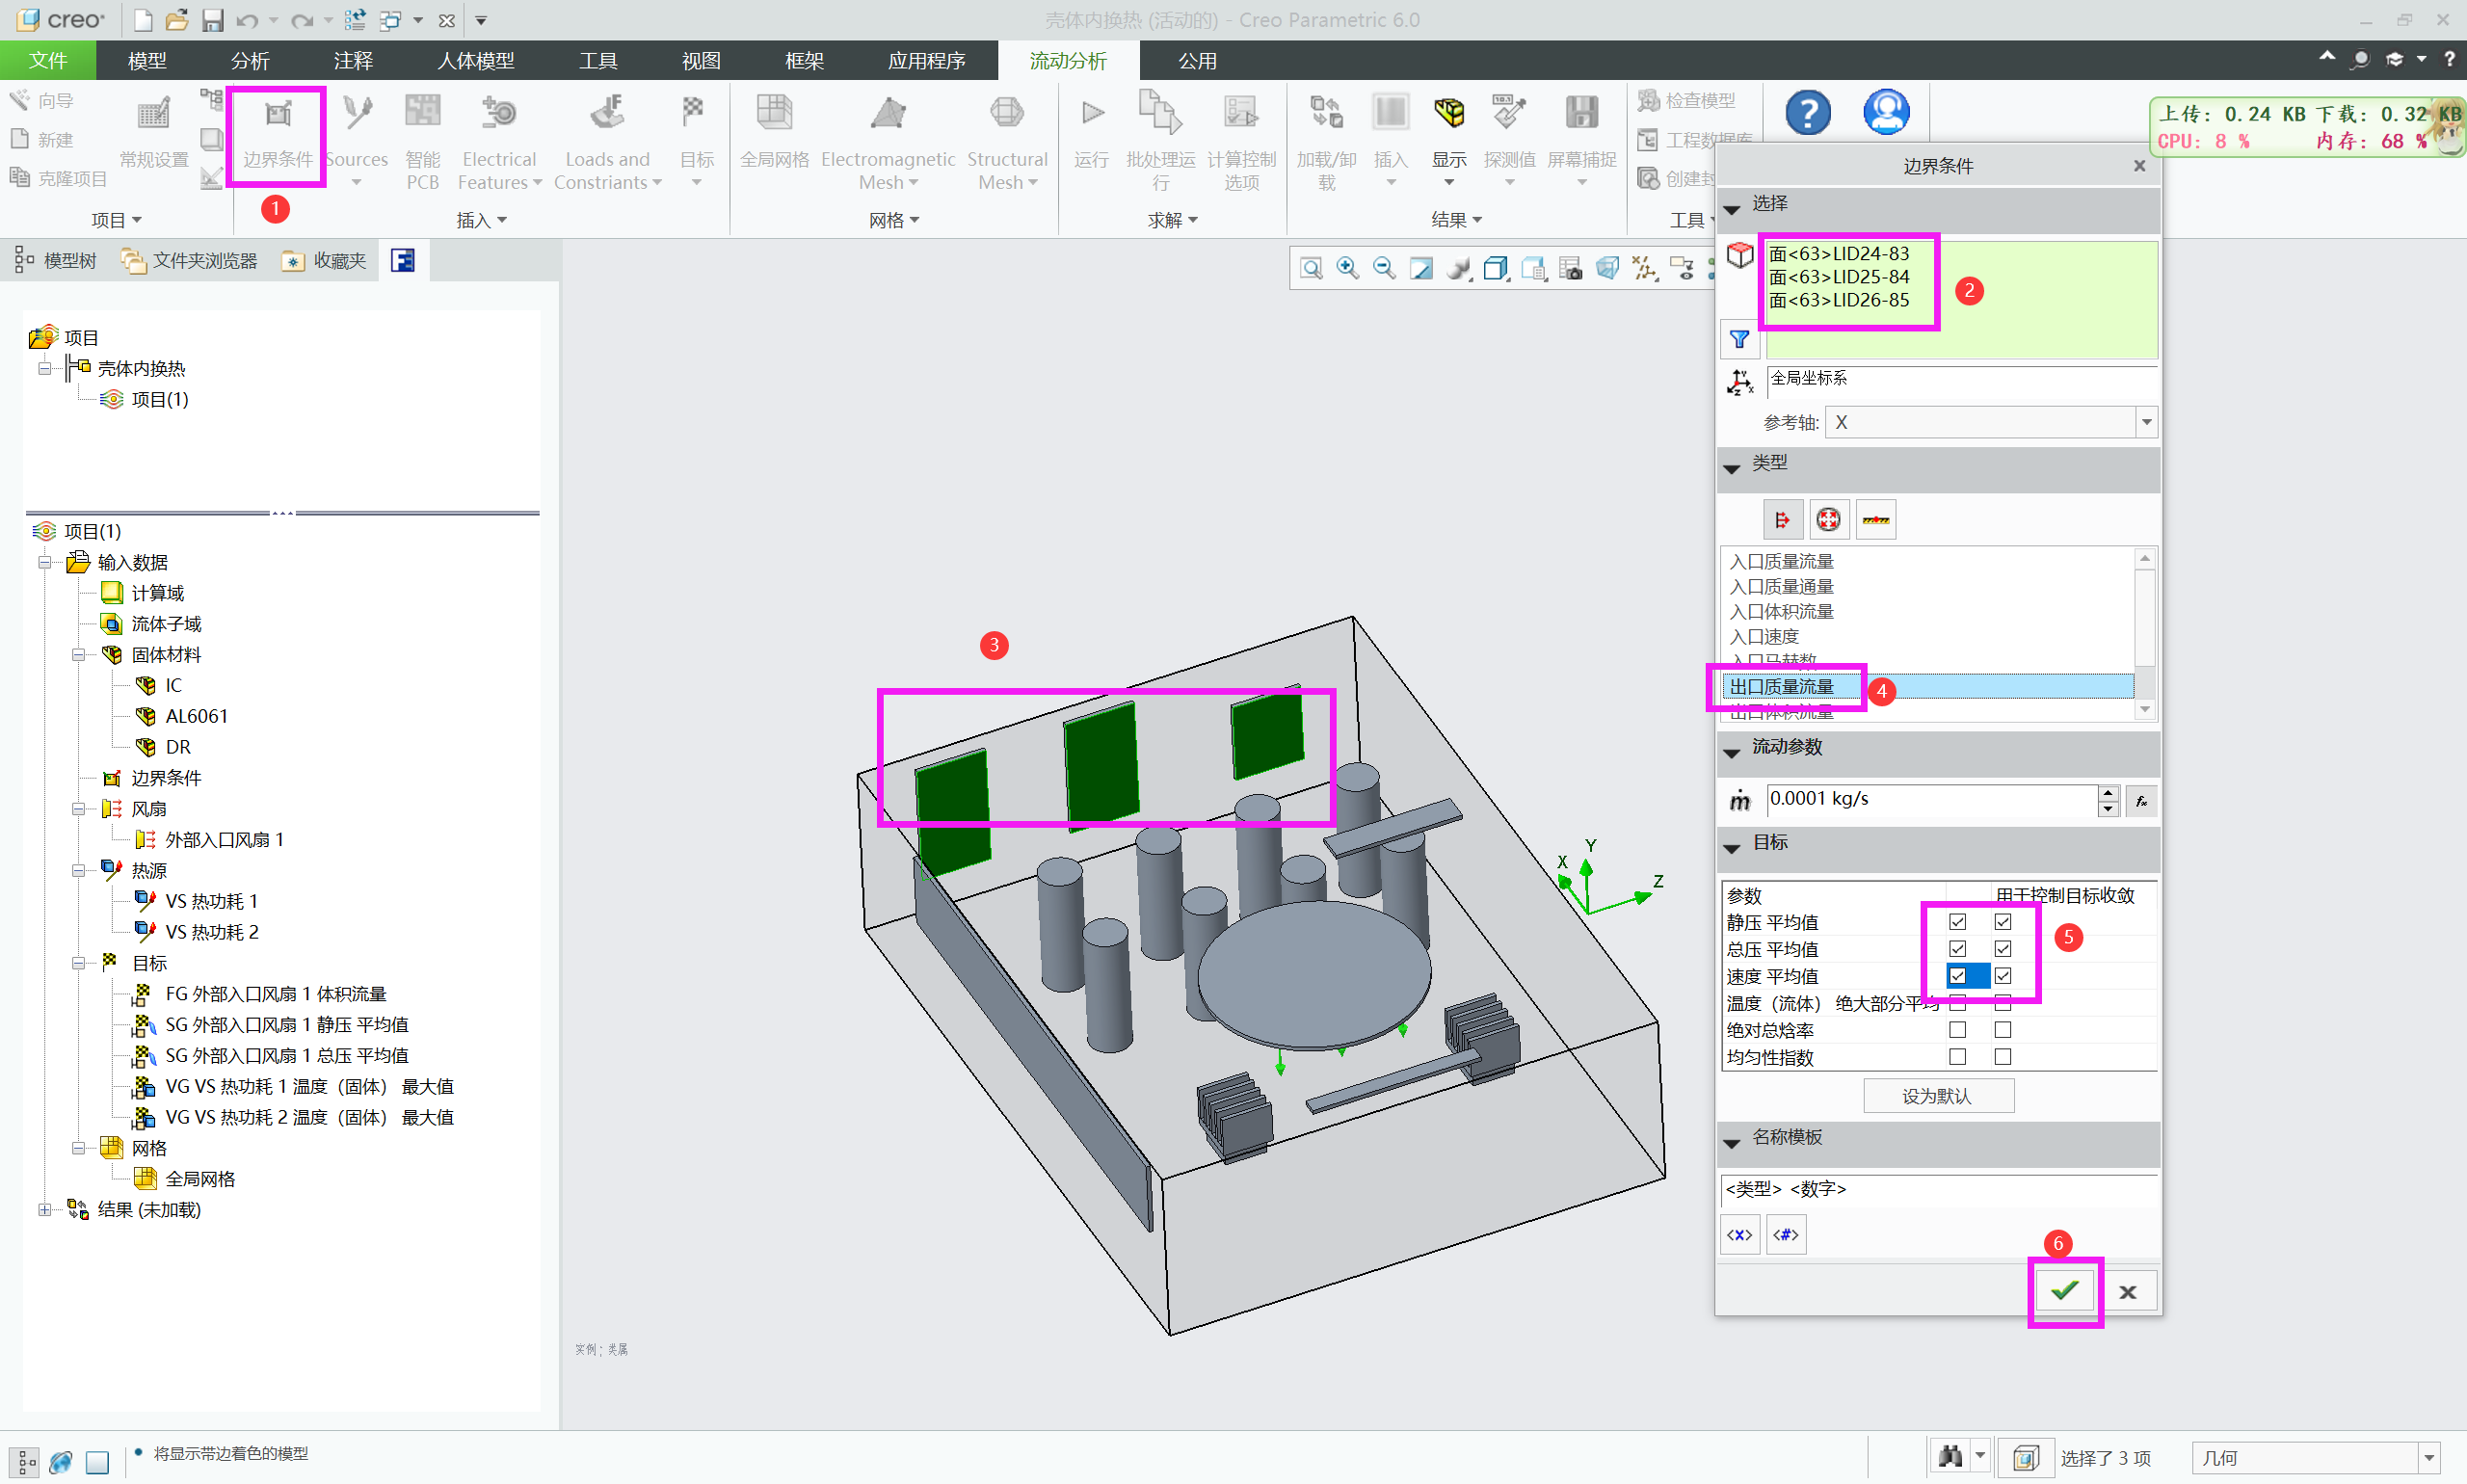 creo
壳体内换热 (活动的) - Creo Parametric 6.0
文件
模型
分析
注释
人体模型
工具
视图
框架
应用程序
流动分析
公用
向导
新建
克隆项目
常规设置
边界条件
Sources
智能
PCB
Electrical
Features
Loads and
Constraints
目标
全局网格
Electromagnetic
Mesh
Structural
Mesh
运行
批处理运
行
计算控制
选项
加载/卸
载
插入
显示
探测值
屏幕捕捉
检查模型
工程数据库
创建封
项目
插入
网格
求解
结果
工具
1
上传: 0.24 KB 下载: 0.32 KB
CPU: 8 % 内存: 68 %
模型树
文件夹浏览器
收藏夹
项目
壳体内换热
项目(1)
项目(1)
输入数据
计算域
流体子域
固体材料
IC
AL6061
DR
边界条件
风扇
外部入口风扇 1
热源
VS 热功耗 1
VS 热功耗 2
目标
FG 外部入口风扇 1 体积流量
SG 外部入口风扇 1 静压 平均值
SG 外部入口风扇 1 总压 平均值
VG VS 热功耗 1 温度（固体） 最大值
VG VS 热功耗 2 温度（固体） 最大值
网格
全局网格
结果 (未加载)
3
X
Y
Z
实例: 类属
边界条件
选择
面<63>LID24-83
面<63>LID25-84
面<63>LID26-85
2
全局坐标系
参考轴: X
类型
入口质量流量
入口质量通量
入口体积流量
入口速度
入口马赫数
出口质量流量
4
出口体积流量
流动参数
ṁ 0.0001 kg/s
fx
目标
参数 用于控制目标收敛
静压 平均值
总压 平均值
5
速度 平均值
温度（流体） 绝大部分平均
绝对总焓率
均匀性指数
设为默认
名称模板
<类型> <数字>
<x> <#>
6
将显示带边着色的模型
选择了 3 项
几何